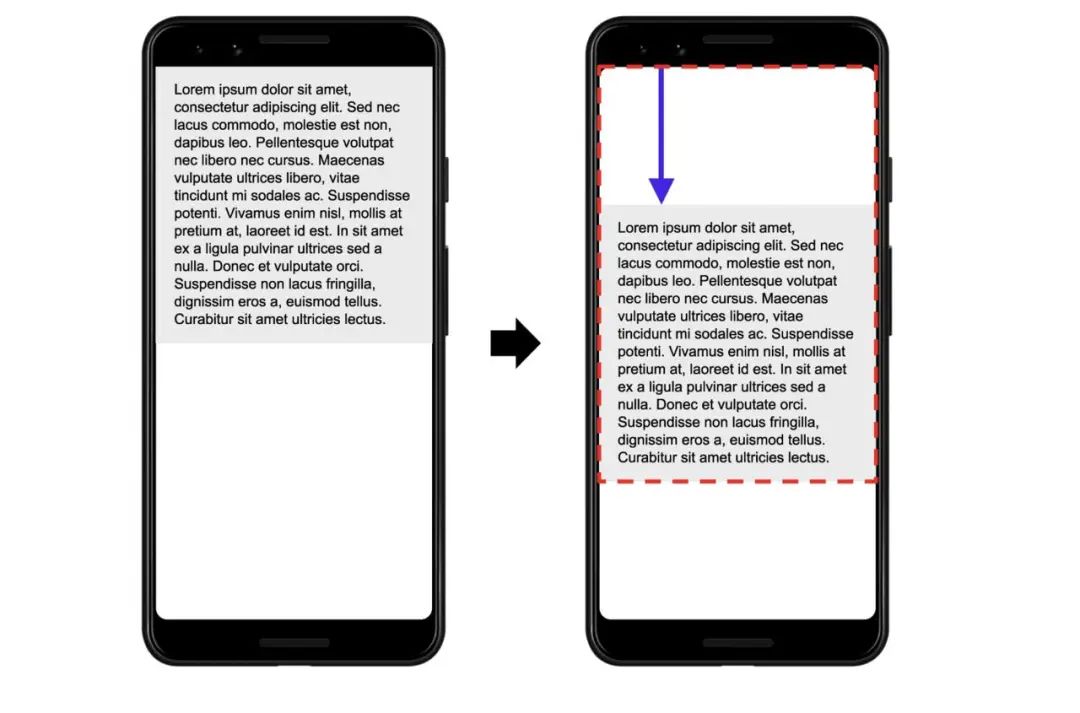 Lorem ipsum dolor sit amet,
consectetur adipiscing elit. Sed nec
lacus commodo, molestie est non,
dapibus leo. Pellentesque volutpat
nec libero nec cursus. Maecenas
vulputate ultrices libero, vitae
tincidunt mi sodales ac. Suspendisse
potenti. Vivamus enim nisl, mollis at
pretium at, laoreet id est. In sit amet
ex a ligula pulvinar ultrices sed a
nulla. Donec et vulputate orci.
Suspendisse non lacus fringilla,
dignissim eros a, euismod tellus.
Curabitur sit amet ultricies lectus.
Lorem ipsum dolor sit amet,
consectetur adipiscing elit. Sed nec
lacus commodo, molestie est non,
dapibus leo. Pellentesque volutpat
nec libero nec cursus. Maecenas
vulputate ultrices libero, vitae
tincidunt mi sodales ac. Suspendisse
potenti. Vivamus enim nisl, mollis at
pretium at, laoreet id est. In sit amet
ex a ligula pulvinar ultrices sed a
nulla. Donec et vulputate orci.
Suspendisse non lacus fringilla,
dignissim eros a, euismod tellus.
Curabitur sit amet ultricies lectus.